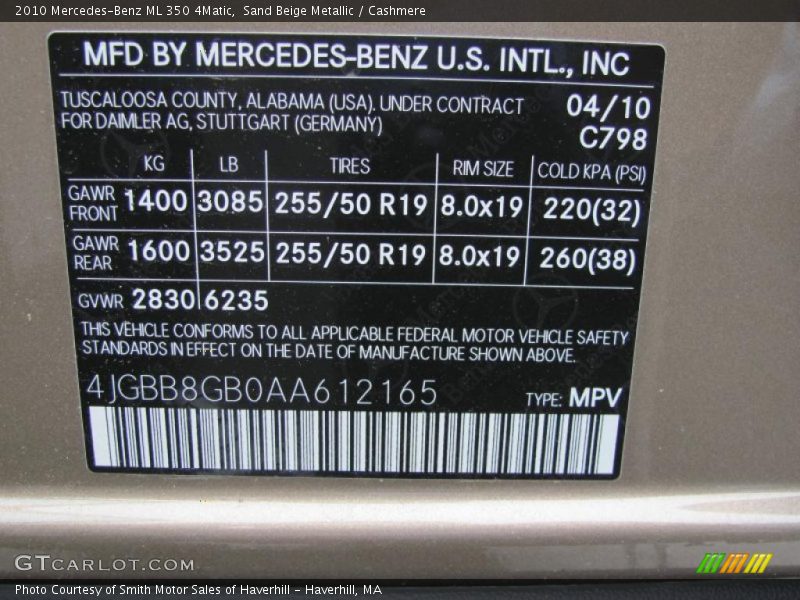 2010 Mercedes-Benz ML 350 4Matic, Sand Beige Metallic / Cashmere
MFD BY MERCEDES-BENZ U.S. INTL., INC
TUSCALOOSA COUNTY, ALABAMA (USA). UNDER CONTRACT 04/10
FOR DAIMLER AG, STUTTGART (GERMANY) C798
KG LB TIRES RIM SIZE COLD KPA (PSI)
GAWR FRONT 1400 3085 255/50 R19 8.0x19 220(32)
GAWR REAR 1600 3525 255/50 R19 8.0x19 260(38)
GVWR 2830 6235
THIS VEHICLE CONFORMS TO ALL APPLICABLE FEDERAL MOTOR VEHICLE SAFETY
STANDARDS IN EFFECT ON THE DATE OF MANUFACTURE SHOWN ABOVE.
4JGBB8GB0AA612165 TYPE: MPV
GTCARLOT.COM
Photo Courtesy of Smith Motor Sales of Haverhill - Haverhill, MA